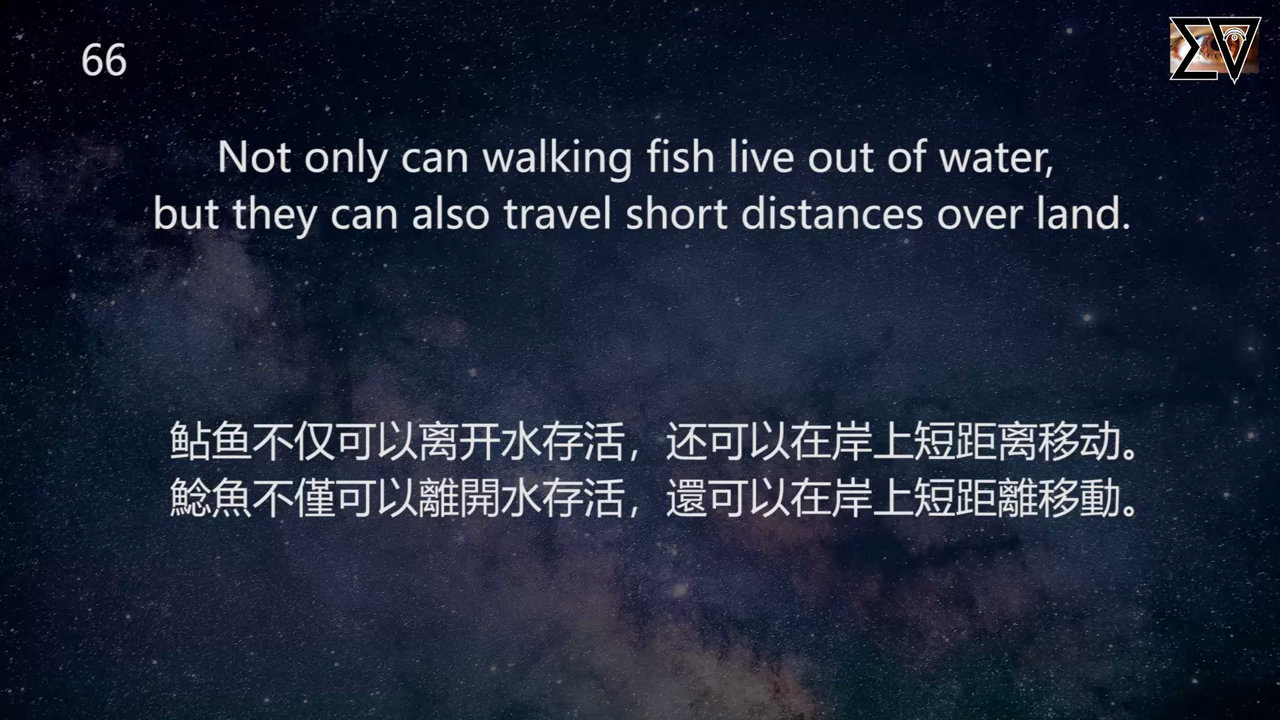 66
Not only can walking fish live out of water,
but they can also travel short distances over land.
鲇鱼不仅可以离开水存活，还可以在岸上短距离移动。
鯰魚不僅可以離開水存活，還可以在岸上短距離移動。